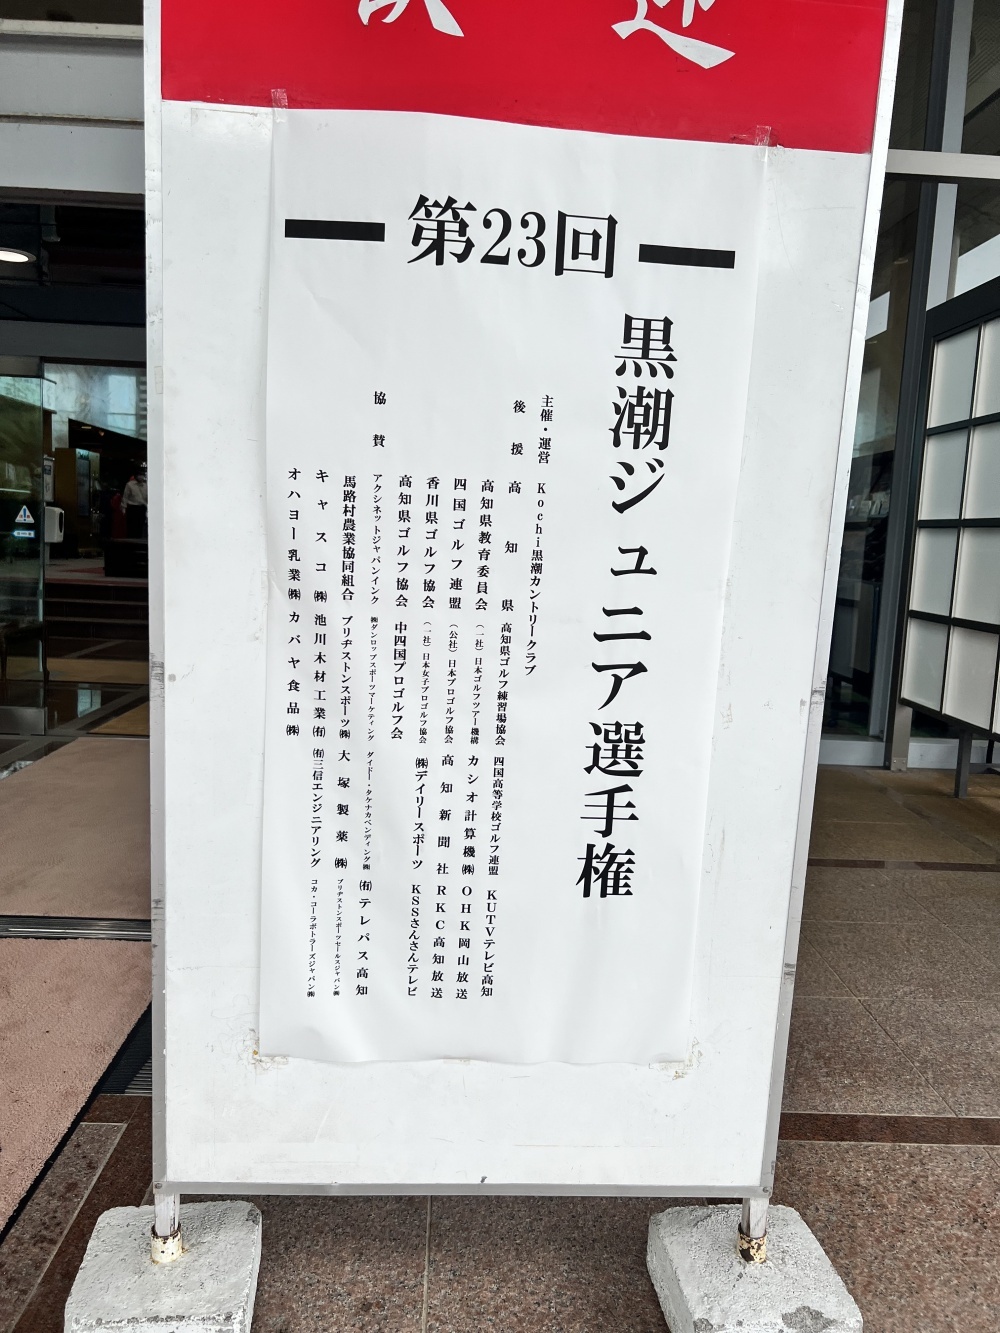 歓迎
第23回
黒潮ジュニア選手権
主催・運営 Kochi黒潮カントリークラブ
後援 高知県 高知県ゴルフ練習場協会 四国高等学校ゴルフ連盟 KUTVテレビ高知
高知県教育委員会 (一社)日本ゴルフツアー機構 カシオ計算機㈱ OHK岡山放送
四国ゴルフ連盟 (公社)日本プロゴルフ協会 高知新聞社 RKC高知放送
香川県ゴルフ協会 (一社)日本女子プロゴルフ協会 ㈱デイリースポーツ KSSさんさんテレビ
高知県ゴルフ協会 中四国プロゴルフ会
協賛 アクシネットジャパンインク ㈱ダンロップスポーツマーケティング ダイドー・タケナカベンディング㈱ ㈲テレパス高知
馬路村農業協同組合 ブリヂストンスポーツ㈱ 大塚製薬㈱ ブリヂストンスポーツセールスジャパン㈱
キャスコ㈱ 池川木材工業㈲ ㈲三信エンジニアリング コカ・コーラボトラーズジャパン㈱
オハヨー乳業㈱ カバヤ食品㈱